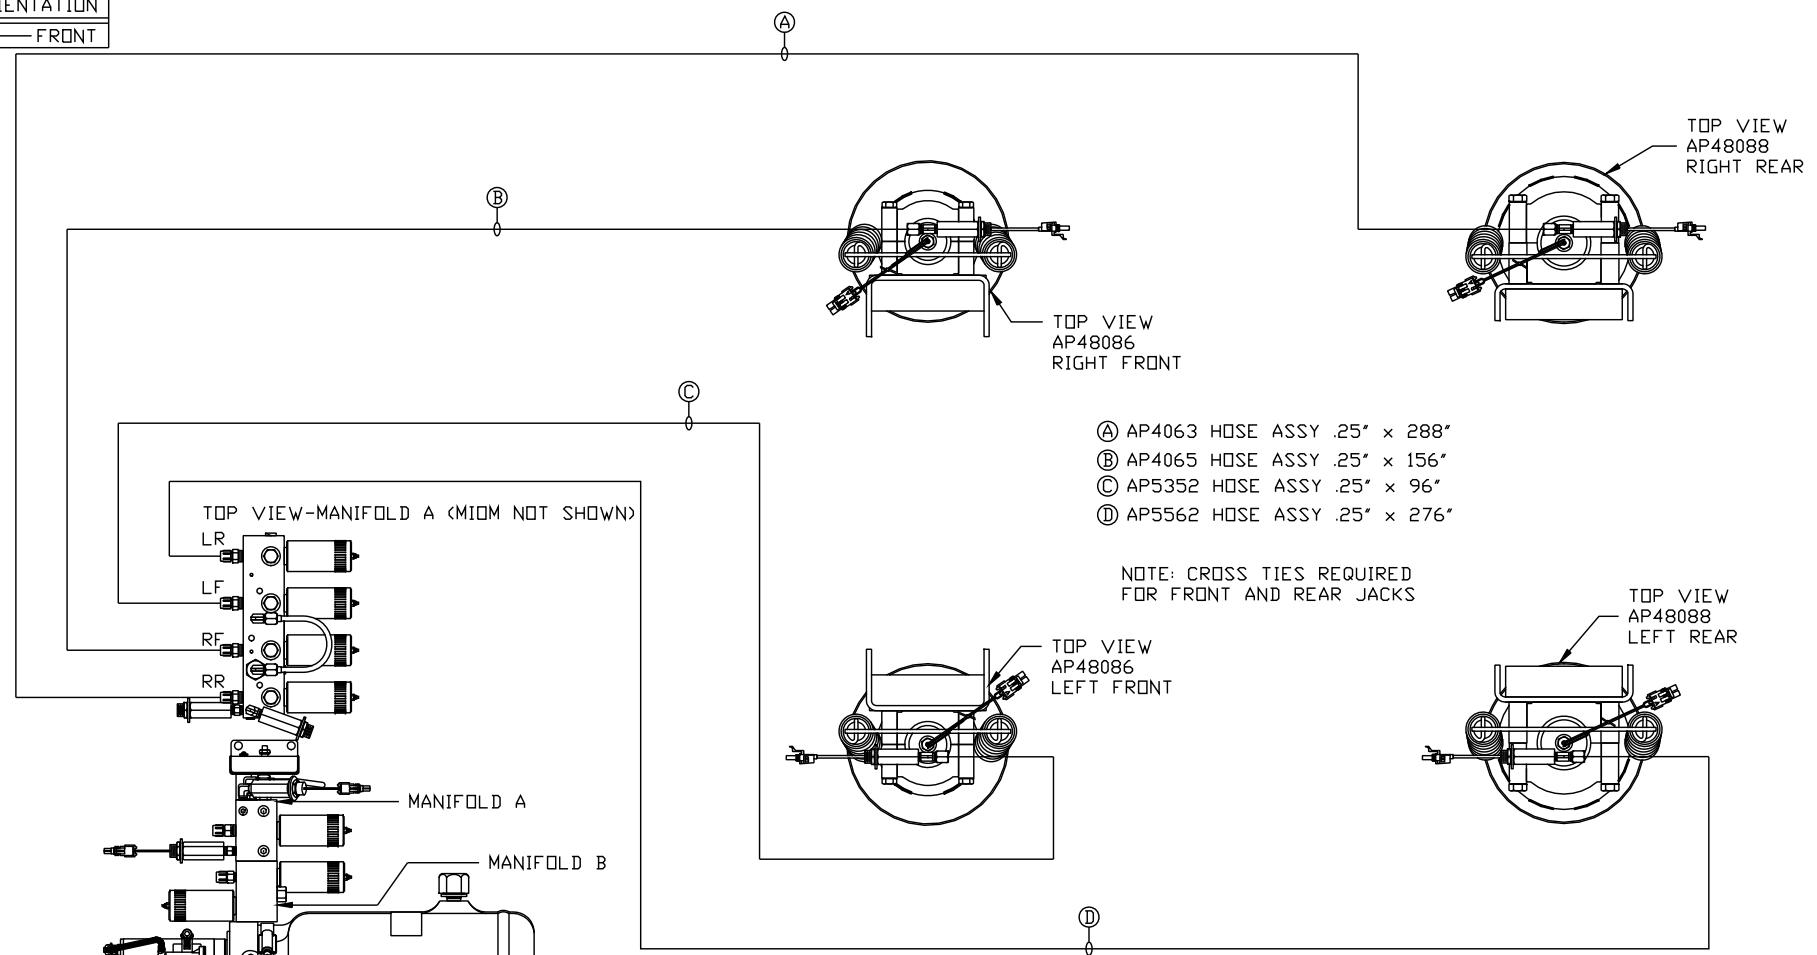 FRONT
A
TOP VIEW
AP48088
RIGHT REAR
B
TOP VIEW
AP48086
RIGHT FRONT
C
A AP4063 HOSE ASSY .25" x 288"
B AP4065 HOSE ASSY .25" x 156"
C AP5352 HOSE ASSY .25" x 96"
D AP5562 HOSE ASSY .25" x 276"
TOP VIEW-MANIFOLD A (MIOM NOT SHOWN)
LR
LF
RF
RR
NOTE: CROSS TIES REQUIRED
FOR FRONT AND REAR JACKS
TOP VIEW
AP48088
LEFT REAR
TOP VIEW
AP48086
LEFT FRONT
MANIFOLD A
MANIFOLD B
D